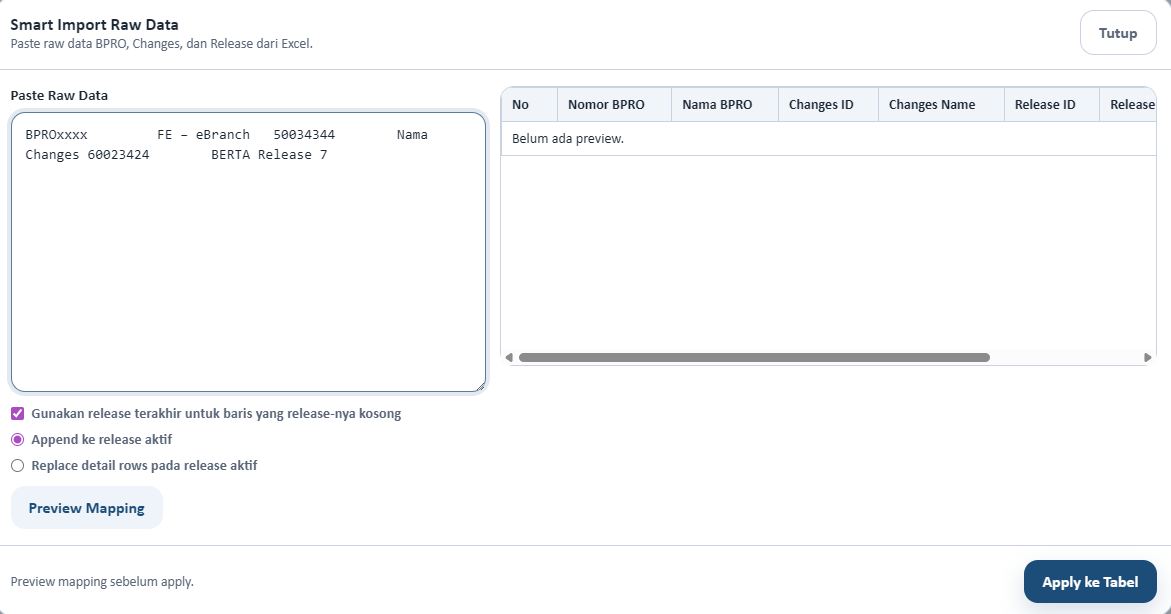 Smart Import Raw Data
Paste raw data BPRO, Changes, dan Release dari Excel.
Tutup
Paste Raw Data
BPROxxxx FE – eBranch 50034344 Nama
Changes 60023424 BERTA Release 7
No Nomor BPRO Nama BPRO Changes ID Changes Name Release ID Release
Belum ada preview.
Gunakan release terakhir untuk baris yang release-nya kosong
Append ke release aktif
Replace detail rows pada release aktif
Preview Mapping
Preview mapping sebelum apply.
Apply ke Tabel